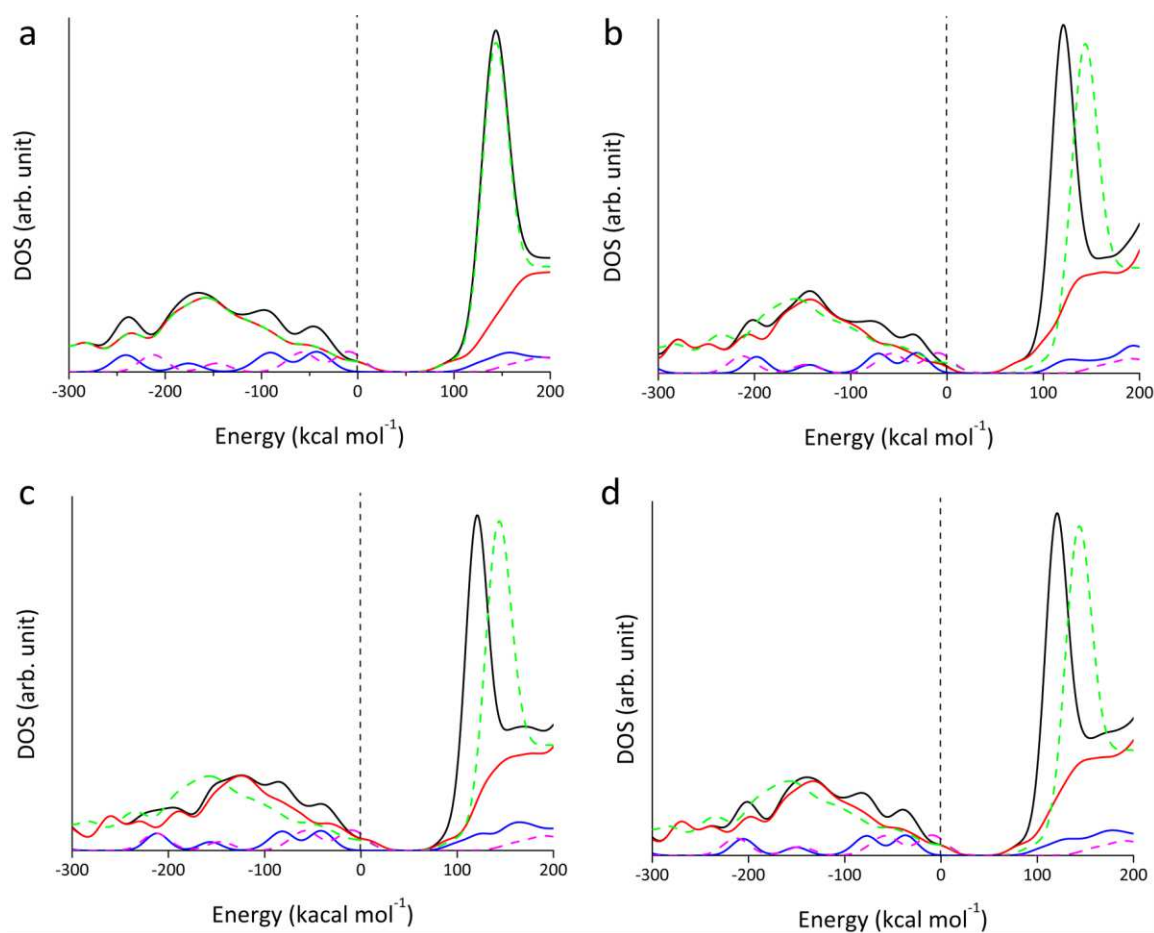 a
DOS (arb. unit)
-300 -200 -100 0 100 200
Energy (kcal mol-1)
b
DOS (arb. unit)
-300 -200 -100 0 100 200
Energy (kcal mol-1)
c
DOS (arb. unit)
-300 -200 -100 0 100 200
Energy (kacal mol-1)
d
DOS (arb. unit)
-300 -200 -100 0 100 200
Energy (kcal mol-1)